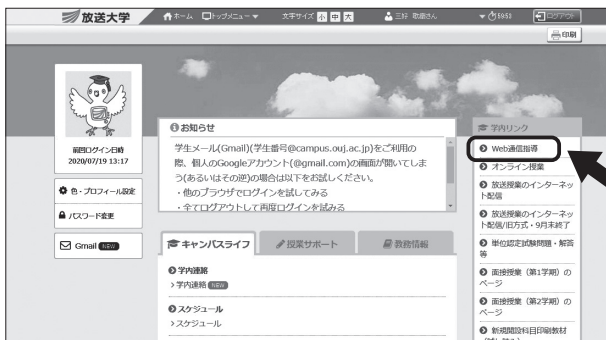 放送大学
ホーム トップメニュー 文字サイズ 小 中 大 さん 59:53 ログアウト
印刷
前回ログイン日時
2020/07/19 13:17
色・プロフィール設定
パスワード変更
Gmail NEW
お知らせ
学生メール(Gmail)(学生番号@campus.ouj.ac.jp)をご利用の
際、個人のGoogleアカウント(@gmail.com)の画面が開いてしま
う(あるいはその逆)の場合は以下をお試しください。
・他のブラウザでログインを試してみる
・全てログアウトして再度ログインを試みる
キャンパスライフ 授業サポート 教務情報
学内連絡
>学内連絡 NEW
スケジュール
>スケジュール
学内リンク
Web通信指導
オンライン授業
放送授業のインターネッ
ト配信
放送授業のインターネッ
ト配信/旧方式・9月末終了
単位認定試験問題・解答
等
面接授業（第1学期）の
ページ
面接授業（第2学期）の
ページ
新規開設科目印刷教材